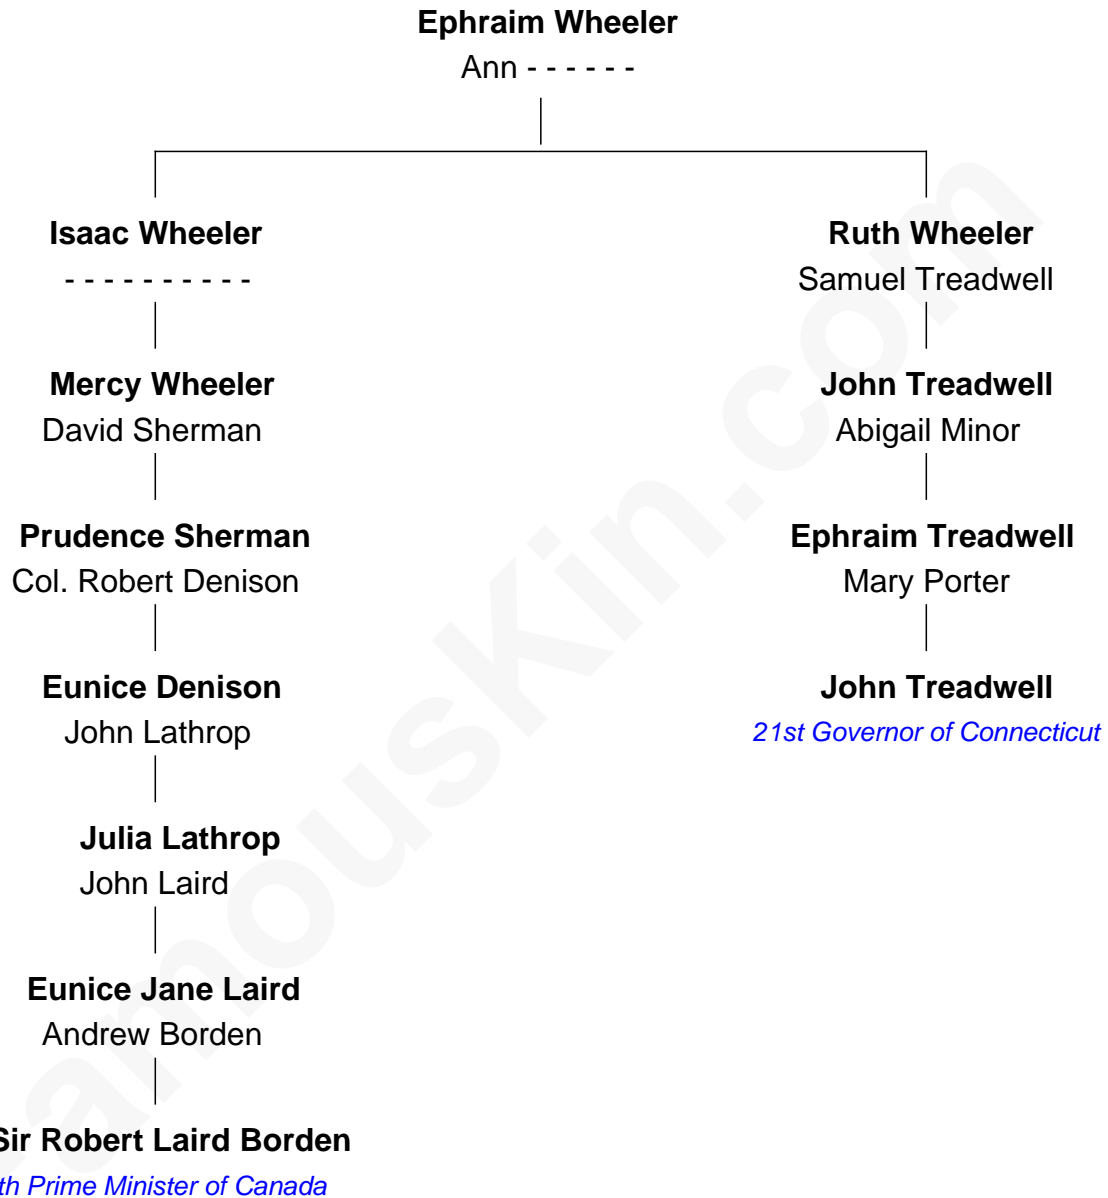 Ephraim Wheeler
Ann - - - - - -
Isaac Wheeler
- - - - - - - - - -
Mercy Wheeler
David Sherman
Prudence Sherman
Col. Robert Denison
Eunice Denison
John Lathrop
Julia Lathrop
John Laird
Eunice Jane Laird
Andrew Borden
Sir Robert Laird Borden
th Prime Minister of Canada
Ruth Wheeler
Samuel Treadwell
John Treadwell
Abigail Minor
Ephraim Treadwell
Mary Porter
John Treadwell
21st Governor of Connecticut
FamousKin.com